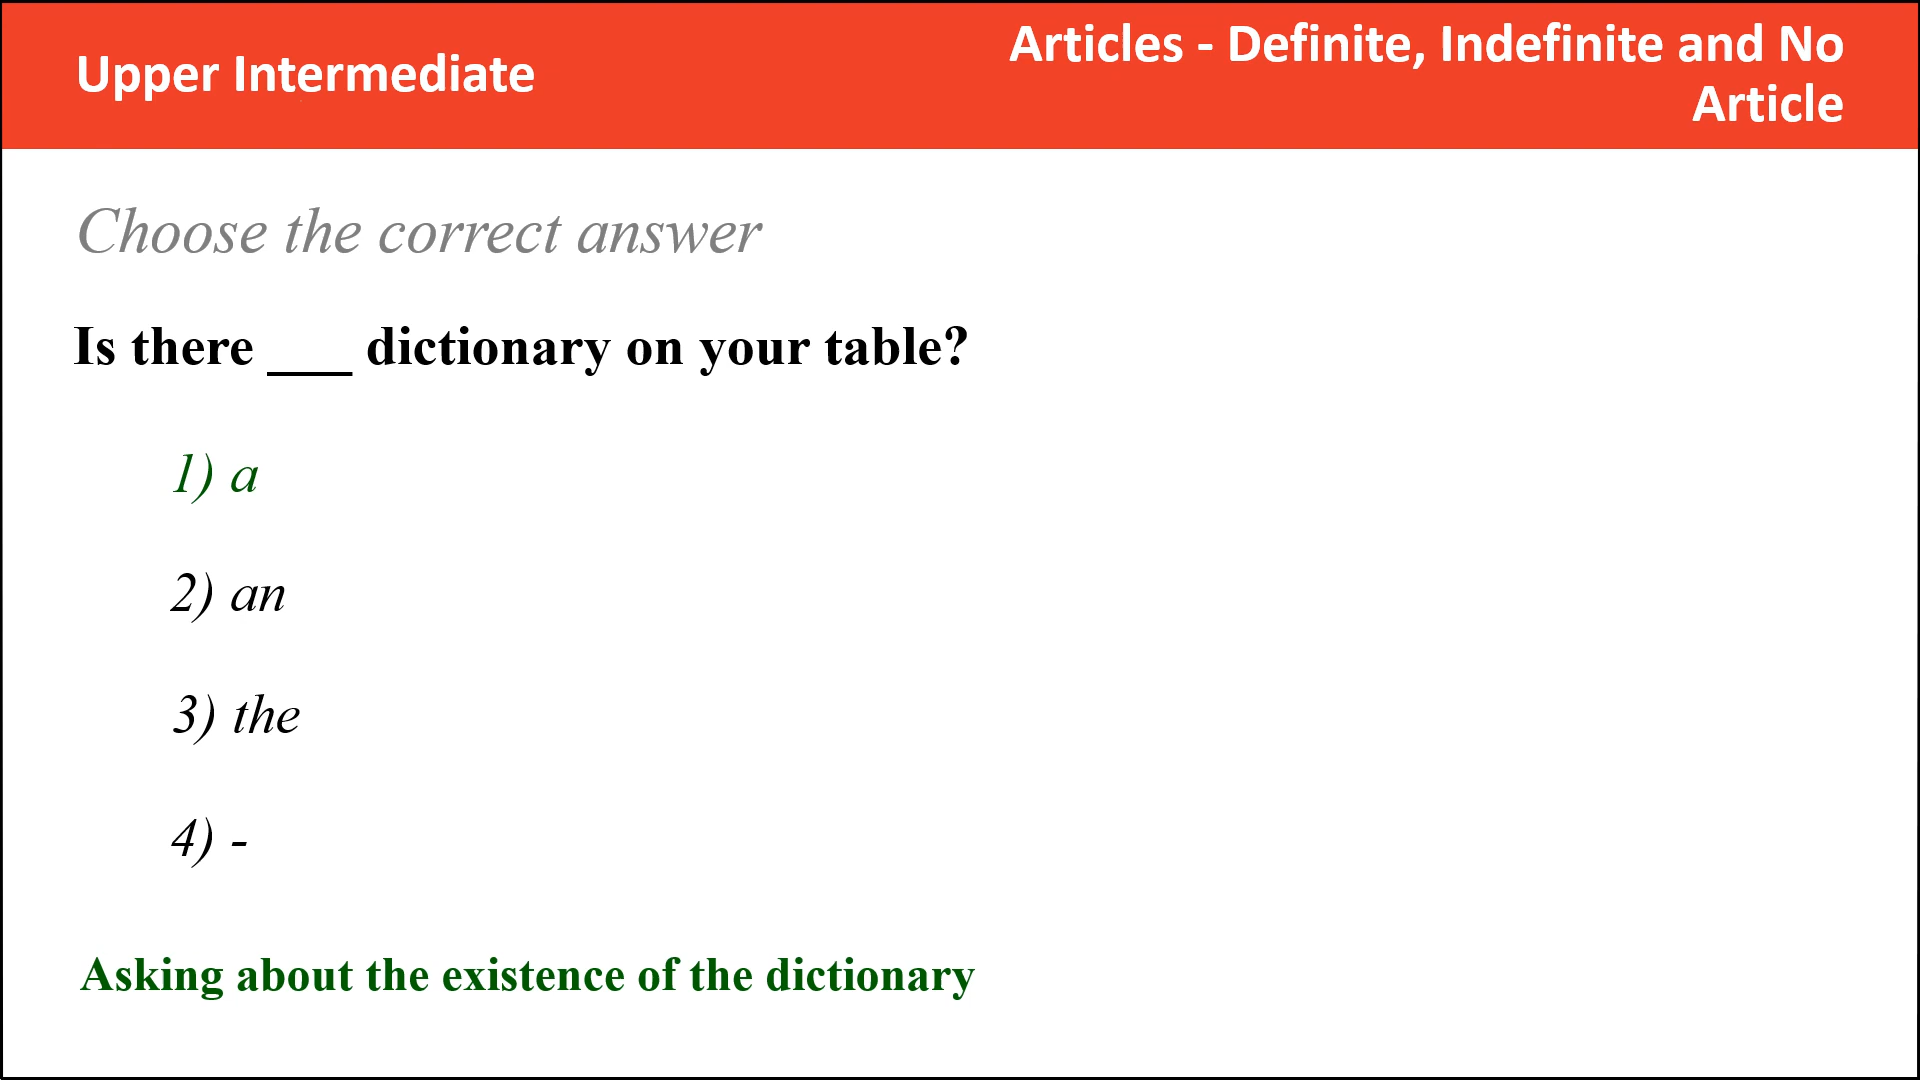 Upper Intermediate
Articles - Definite, Indefinite and No
Article
Choose the correct answer
Is there ___ dictionary on your table?
1) a
2) an
3) the
4) -
Asking about the existence of the dictionary